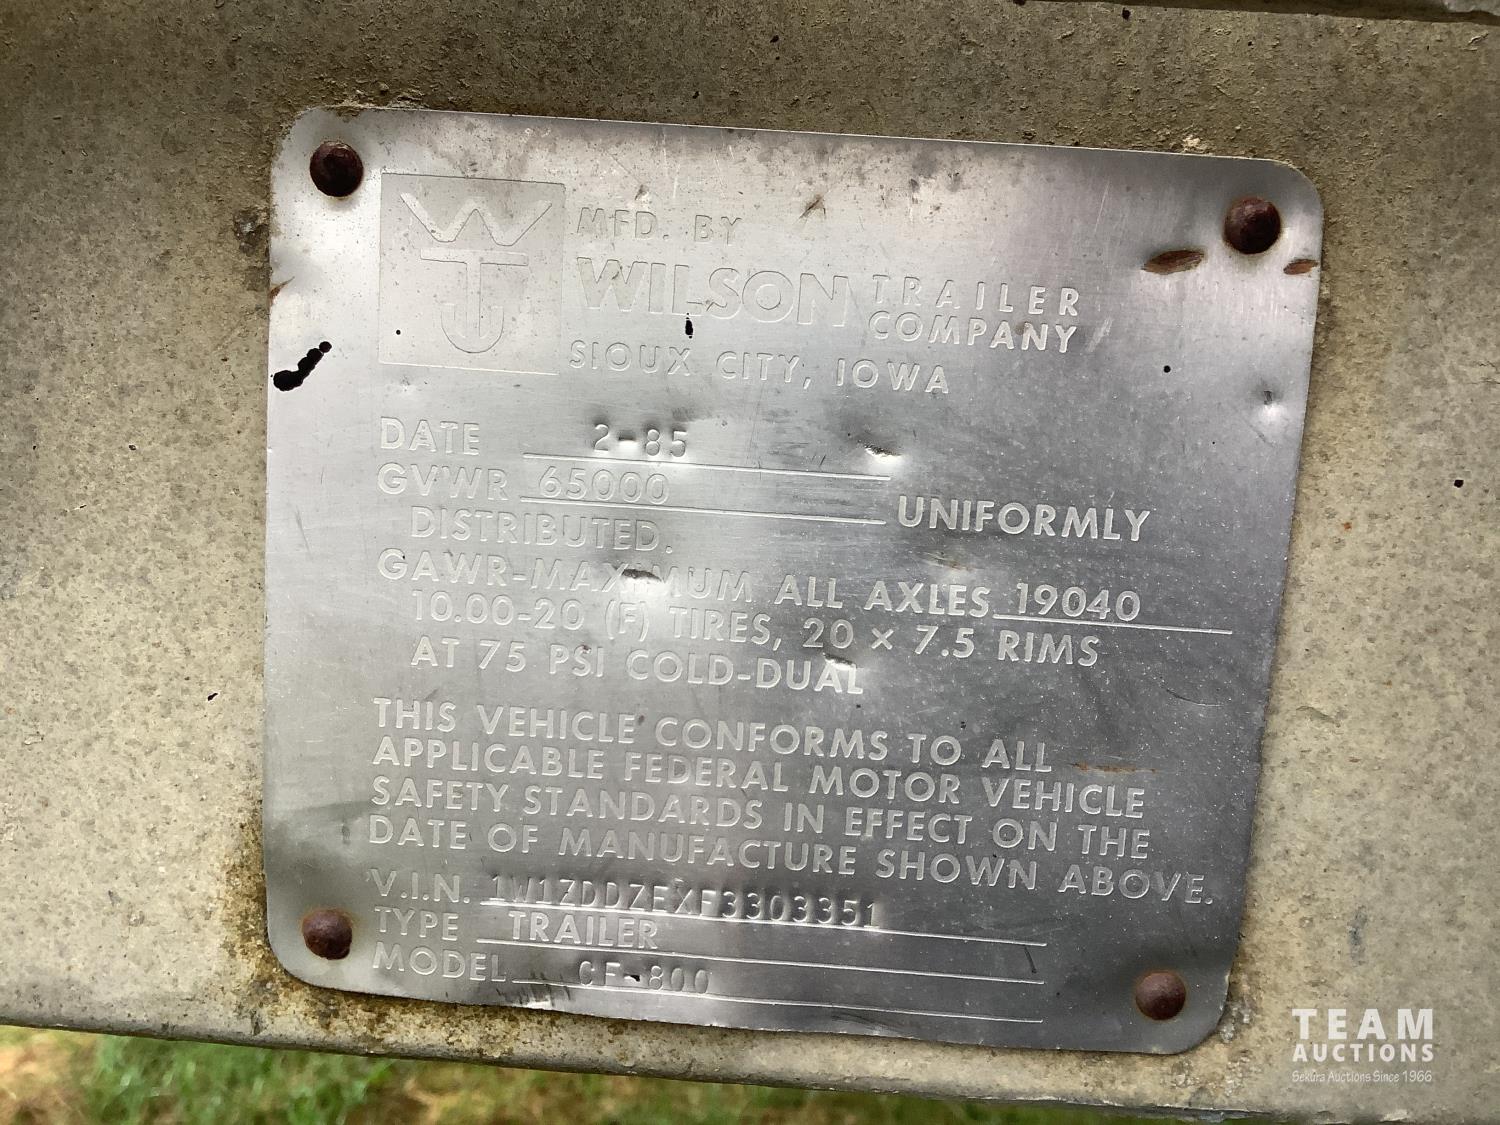 MFD. BY
WILSON TRAILER
COMPANY
SIOUX CITY, IOWA
DATE 2-85
GVWR 65000 UNIFORMLY
DISTRIBUTED.
GAWR-MAXIMUM ALL AXLES 19040
10.00-20 (F) TIRES, 20 × 7.5 RIMS
AT 75 PSI COLD-DUAL
THIS VEHICLE CONFORMS TO ALL
APPLICABLE FEDERAL MOTOR VEHICLE
SAFETY STANDARDS IN EFFECT ON THE
DATE OF MANUFACTURE SHOWN ABOVE.
V.I.N. 1W1ZDDZEXF3303351
TYPE TRAILER
MODEL CF-800
TEAM
AUCTIONS
Sekura Auctions Since 1966